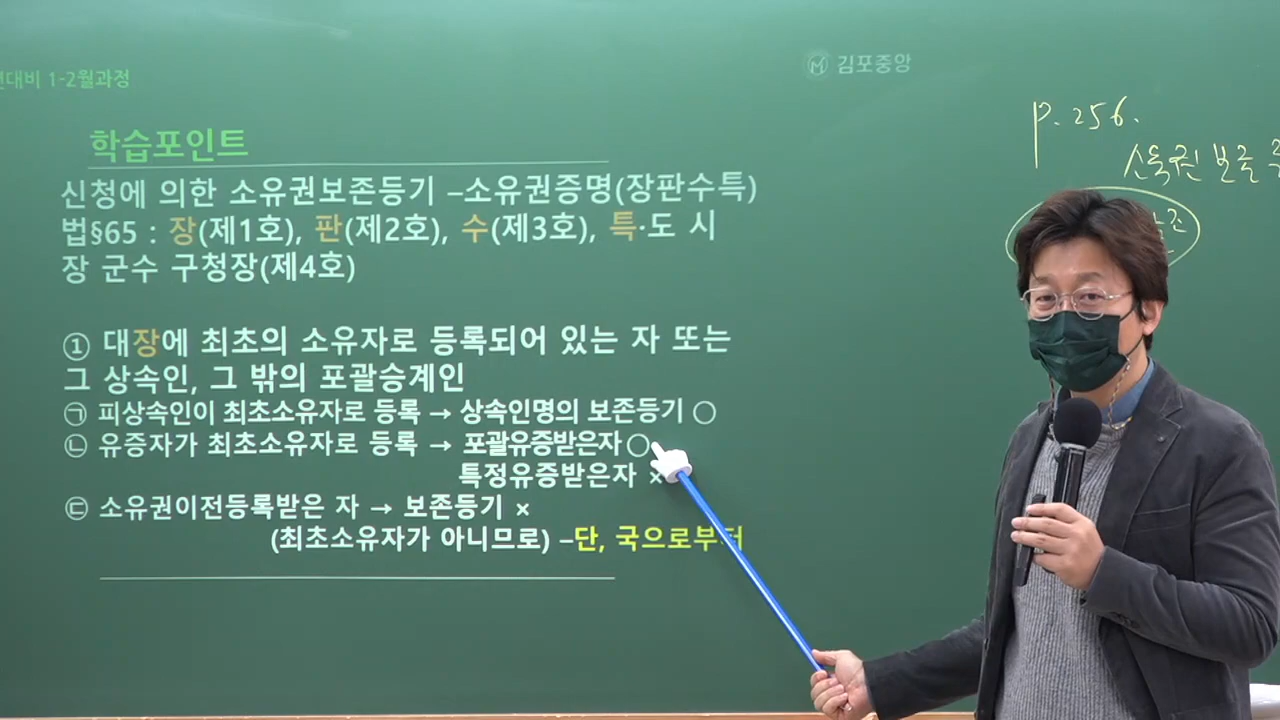 년대비 1-2월과정
김포중앙
p. 256.
소유권 보존
학습포인트
신청에 의한 소유권보존등기 –소유권증명(장판수특)
법§65 : 장(제1호), 판(제2호), 수(제3호), 특·도 시
장 군수 구청장(제4호)
① 대장에 최초의 소유자로 등록되어 있는 자 또는
그 상속인, 그 밖의 포괄승계인
㉠ 피상속인이 최초소유자로 등록 → 상속인명의 보존등기 ○
㉡ 유증자가 최초소유자로 등록 → 포괄유증받은자 ○
특정유증받은자 ×
㉢ 소유권이전등록받은 자 → 보존등기 ×
(최초소유자가 아니므로) –단, 국으로부터